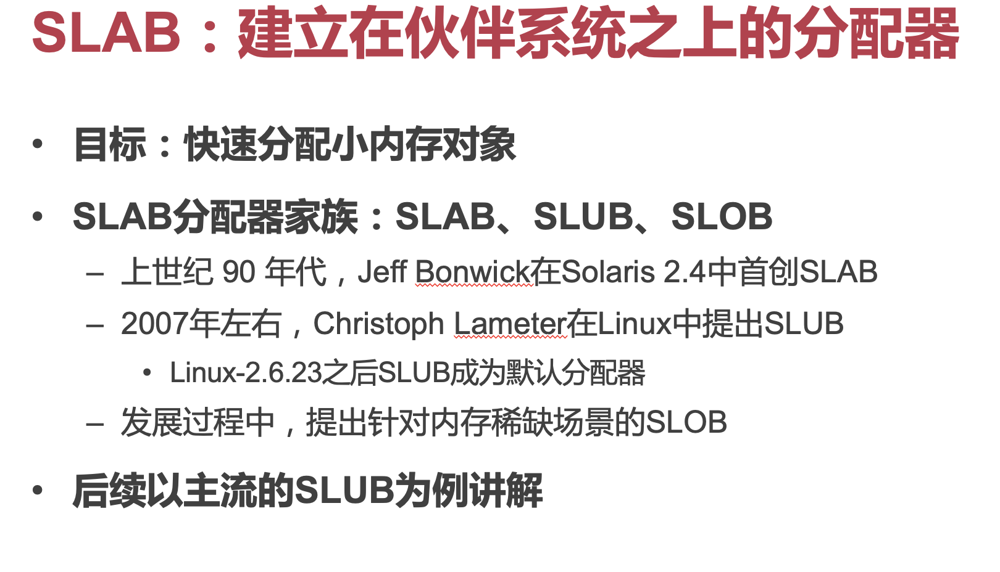 SLAB：建立在伙伴系统之上的分配器
• 目标：快速分配小内存对象
• SLAB分配器家族：SLAB、SLUB、SLOB
– 上世纪 90 年代，Jeff Bonwick在Solaris 2.4中首创SLAB
– 2007年左右，Christoph Lameter在Linux中提出SLUB
• Linux-2.6.23之后SLUB成为默认分配器
– 发展过程中，提出针对内存稀缺场景的SLOB
• 后续以主流的SLUB为例讲解